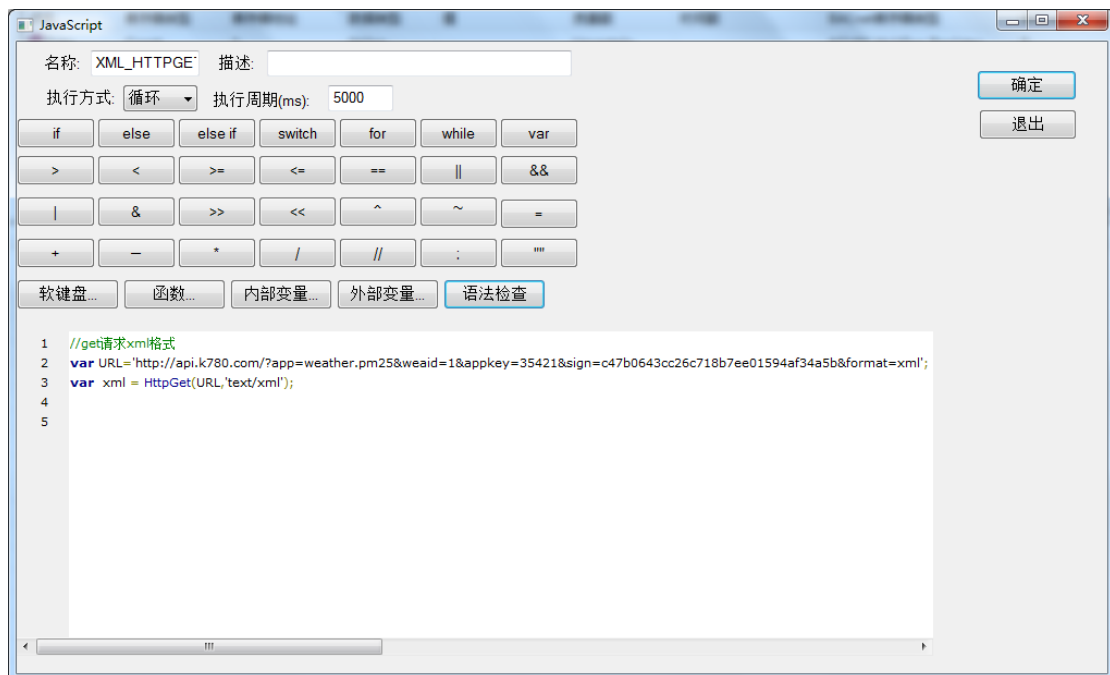 JavaScript
名称: XML_HTTPGE 描述:
执行方式: 循环 执行周期(ms): 5000
确定
退出
if else else if switch for while var
> < >= <= == || &&
| & >> << ^ ~ =
+ − * / // ; ""
软键盘... 函数... 内部变量... 外部变量... 语法检查
1 //get请求xml格式
2 var URL='http://api.k780.com/?app=weather.pm25&weaid=1&appkey=35421&sign=c47b0643cc26c718b7ee01594af34a5b&format=xml';
3 var xml = HttpGet(URL,'text/xml');
4
5